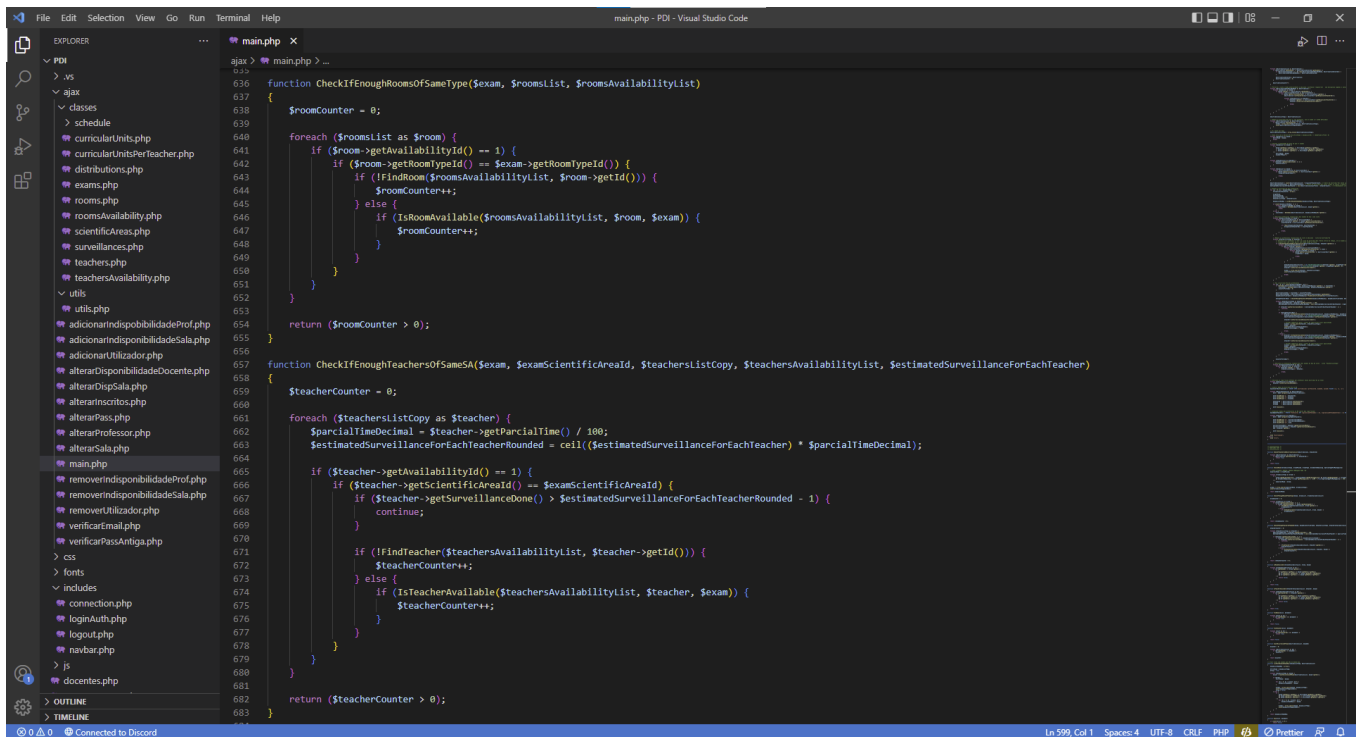 File Edit Selection View Go Run Terminal Help
main.php - PDI - Visual Studio Code
EXPLORER
PDI
.vs
ajax
classes
schedule
curricularUnits.php
curricularUnitsPerTeacher.php
distributions.php
exams.php
rooms.php
roomsAvailability.php
scientificAreas.php
surveillances.php
teachers.php
teachersAvailability.php
utils
utils.php
adicionarIndispobibilidadeProf.php
adicionarIndisponibilidadeSala.php
adicionarUtilizador.php
alterarDisponibilidadeDocente.php
alterarDispSala.php
alterarInscritos.php
alterarPass.php
alterarProfessor.php
alterarSala.php
main.php
removerIndisponibilidadeProf.php
removerIndisponibilidadeSala.php
removerUtilizador.php
verificarEmail.php
verificarPassAntiga.php
css
fonts
includes
connection.php
loginAuth.php
logout.php
navbar.php
js
docentes.php
OUTLINE
TIMELINE
main.php
ajax > main.php > ...
635
636 function CheckIfEnoughRoomsOfSameType($exam, $roomsList, $roomsAvailabilityList)
637 {
638 $roomCounter = 0;
639
640 foreach ($roomsList as $room) {
641 if ($room->getAvailabilityId() == 1) {
642 if ($room->getRoomTypeId() == $exam->getRoomTypeId()) {
643 if (!FindRoom($roomsAvailabilityList, $room->getId())) {
644 $roomCounter++;
645 } else {
646 if (IsRoomAvailable($roomsAvailabilityList, $room, $exam)) {
647 $roomCounter++;
648 }
649 }
650 }
651 }
652 }
653
654 return ($roomCounter > 0);
655 }
656
657 function CheckIfEnoughTeachersOfSameSA($exam, $examScientificAreaId, $teachersListCopy, $teachersAvailabilityList, $estimatedSurveillanceForEachTeacher)
658 {
659 $teacherCounter = 0;
660
661 foreach ($teachersListCopy as $teacher) {
662 $parcialTimeDecimal = $teacher->getParcialTime() / 100;
663 $estimatedSurveillanceForEachTeacherRounded = ceil(($estimatedSurveillanceForEachTeacher) * $parcialTimeDecimal);
664
665 if ($teacher->getAvailabilityId() == 1) {
666 if ($teacher->getScientificAreaId() == $examScientificAreaId) {
667 if ($teacher->getSurveillanceDone() > $estimatedSurveillanceForEachTeacherRounded - 1) {
668 continue;
669 }
670
671 if (!FindTeacher($teachersAvailabilityList, $teacher->getId())) {
672 $teacherCounter++;
673 } else {
674 if (IsTeacherAvailable($teachersAvailabilityList, $teacher, $exam)) {
675 $teacherCounter++;
676 }
677 }
678 }
679 }
680 }
681
682 return ($teacherCounter > 0);
683 }
0 0 Connected to Discord
Ln 599, Col 1 Spaces: 4 UTF-8 CRLF PHP Prettier